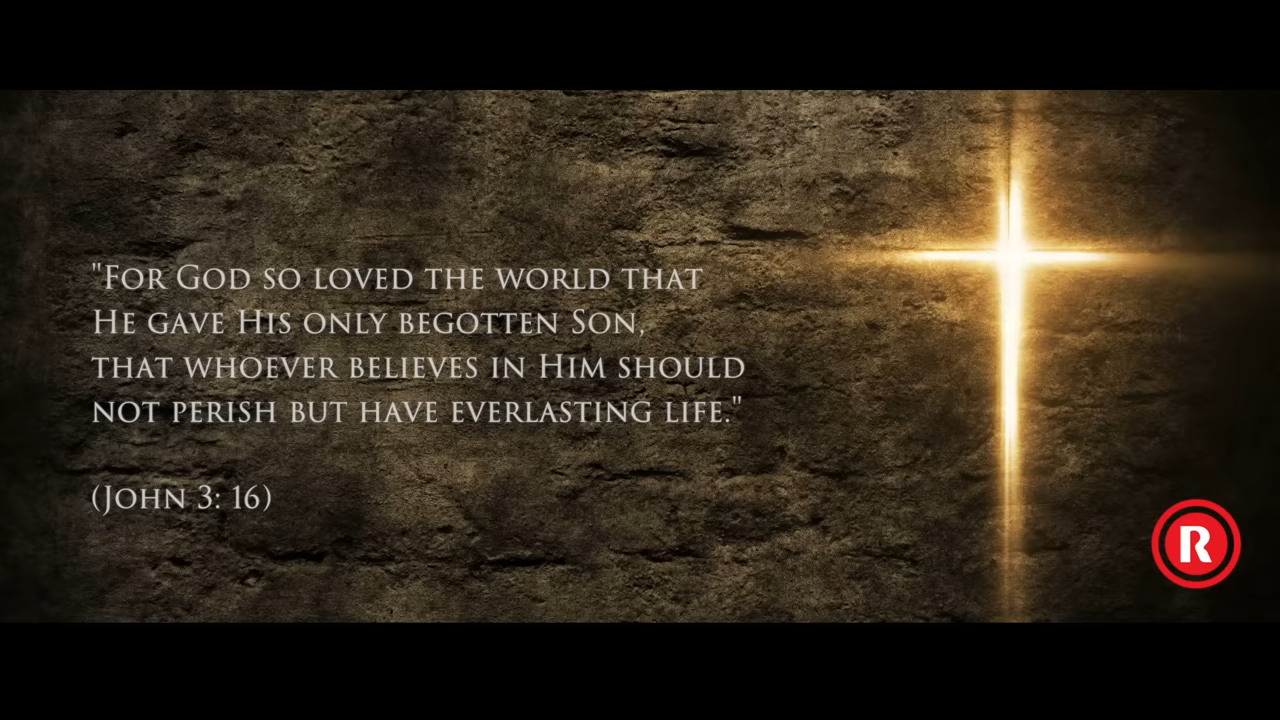 "For God so loved the world that
He gave His only begotten Son,
that whoever believes in Him should
not perish but have everlasting life."
(John 3: 16)
R